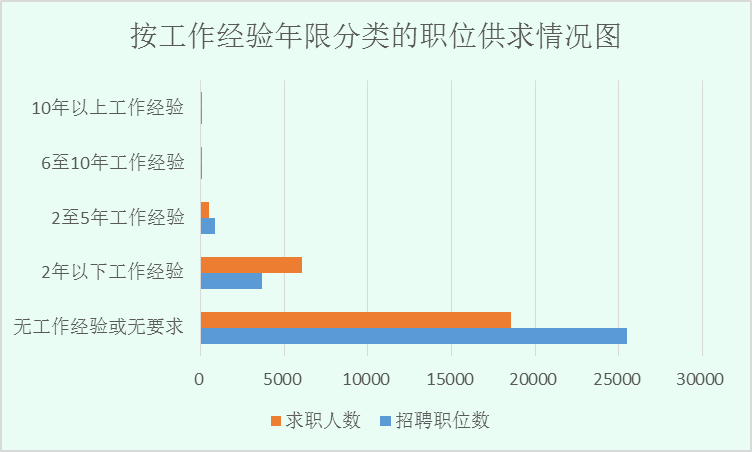 按工作经验年限分类的职位供求情况图
10年以上工作经验
6至10年工作经验
2至5年工作经验
2年以下工作经验
无工作经验或无要求
0 5000 10000 15000 20000 25000 30000
求职人数 招聘职位数